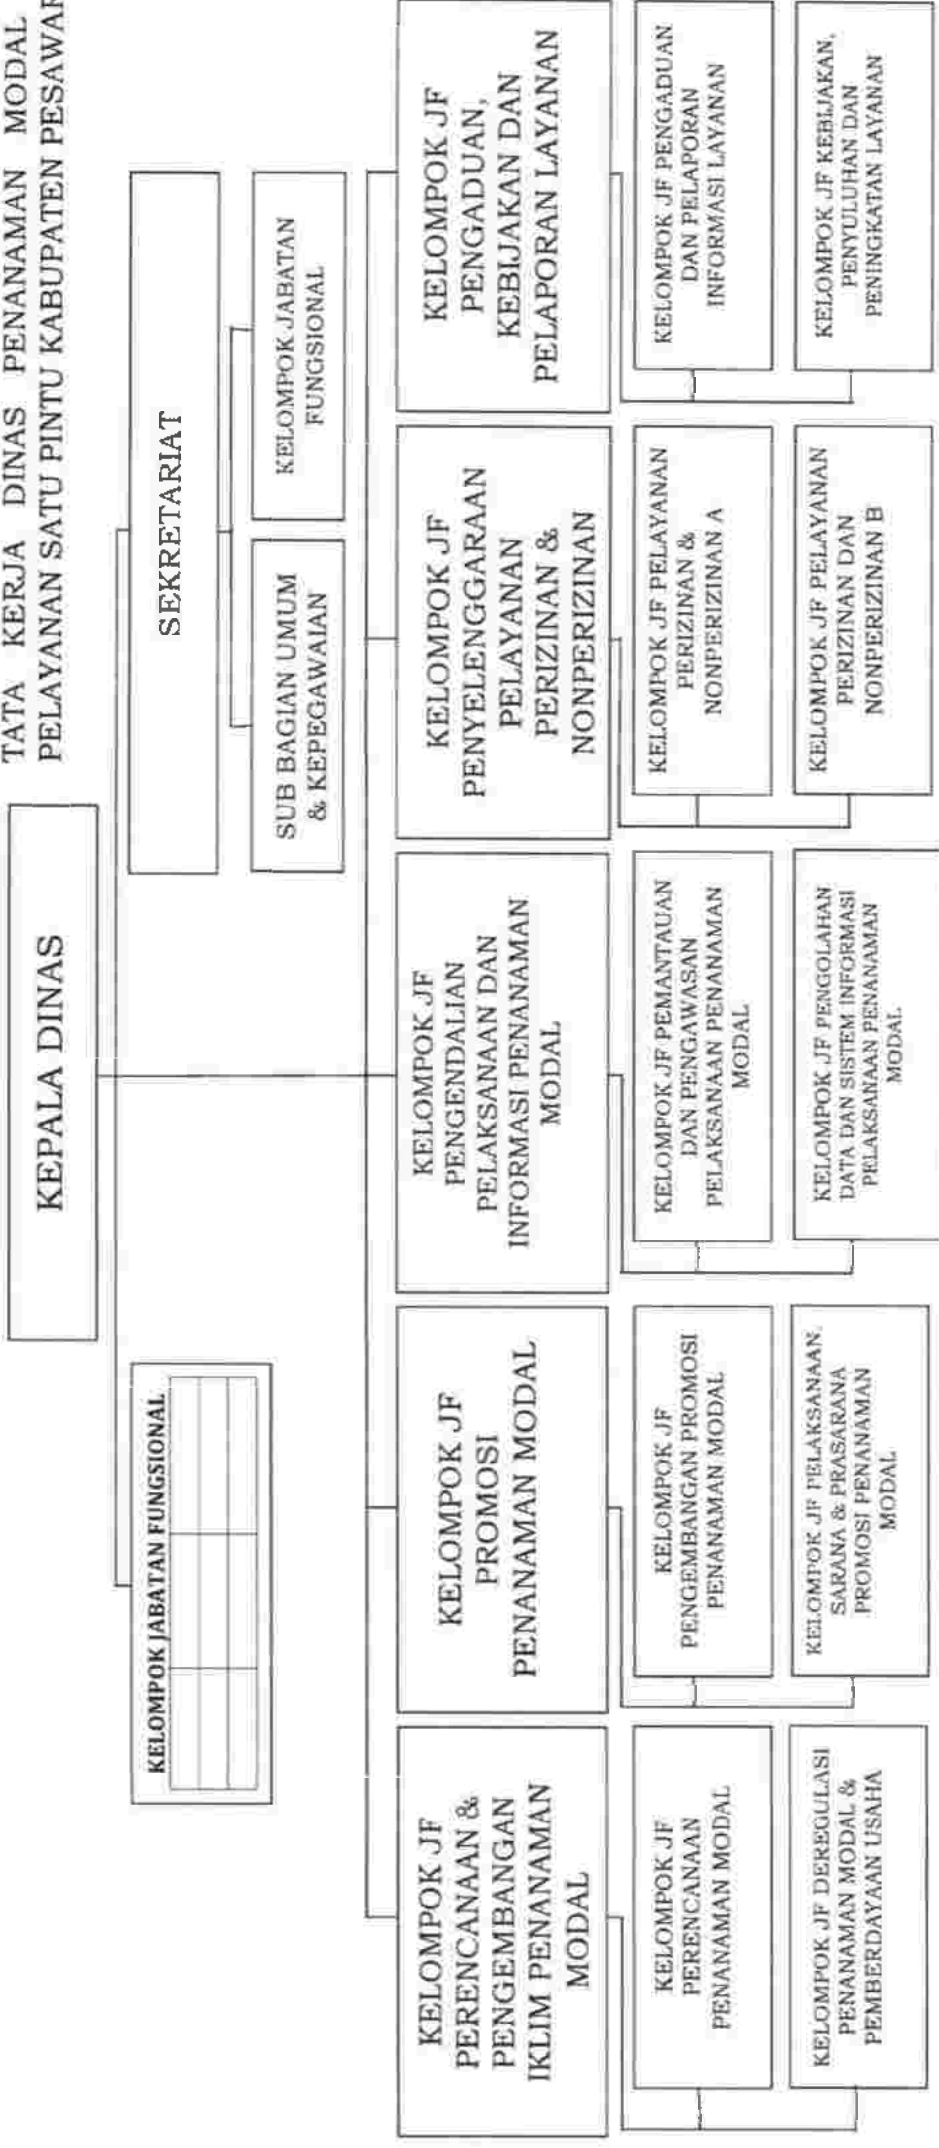 TATA KERJA DINAS PENANAMAN MODAL
PELAYANAN SATU PINTU KABUPATEN PESAWAR
KEPALA DINAS
KELOMPOK JABATAN FUNGSIONAL
SEKRETARIAT
SUB BAGIAN UMUM
& KEPEGAWAIAN
KELOMPOK JABATAN
FUNGSIONAL
KELOMPOK JF
PERENCANAAN &
PENGEMBANGAN
IKLIM PENANAMAN
MODAL
KELOMPOK JF
PERENCANAAN
PENANAMAN MODAL
KELOMPOK JF DEREGULASI
PENANAMAN MODAL &
PEMBERDAYAAN USAHA
KELOMPOK JF
PROMOSI
PENANAMAN MODAL
KELOMPOK JF
PENGEMBANGAN PROMOSI
PENANAMAN MODAL
KELOMPOK JF PELAKSANAAN,
SARANA & PRASARANA
PROMOSI PENANAMAN
MODAL
KELOMPOK JF
PENGENDALIAN
PELAKSANAAN DAN
INFORMASI PENANAMAN
MODAL
KELOMPOK JF PEMANTAUAN
DAN PENGAWASAN
PELAKSANAAN PENANAMAN
MODAL
KELOMPOK JF PENGOLAHAN
DATA DAN SISTEM INFORMASI
PELAKSANAAN PENANAMAN
MODAL
KELOMPOK JF
PENYELENGGARAAN
PELAYANAN
PERIZINAN &
NONPERIZINAN
KELOMPOK JF PELAYANAN
PERIZINAN &
NONPERIZINAN A
KELOMPOK JF PELAYANAN
PERIZINAN DAN
NONPERIZINAN B
KELOMPOK JF
PENGADUAN,
KEBIJAKAN DAN
PELAPORAN LAYANAN
KELOMPOK JF PENGADUAN
DAN PELAPORAN
INFORMASI LAYANAN
KELOMPOK JF KEBIJAKAN,
PENYULUHAN DAN
PENINGKATAN LAYANAN